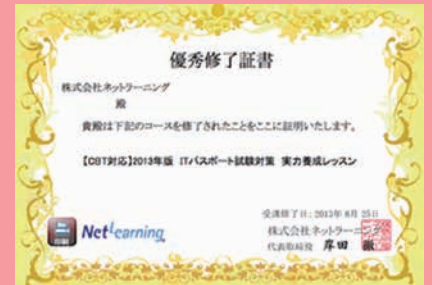 優秀修了証書
株式会社ネットラーニング
殿
貴殿は下記のコースを修了されたことをここに証明いたします。
【CBT対応】2013年版 ITパスポート試験対策 実力養成レッスン
受講修了日：2013年 8月 25日
NetLearning
株式会社ネットラーニング
代表取締役 岸田 徹